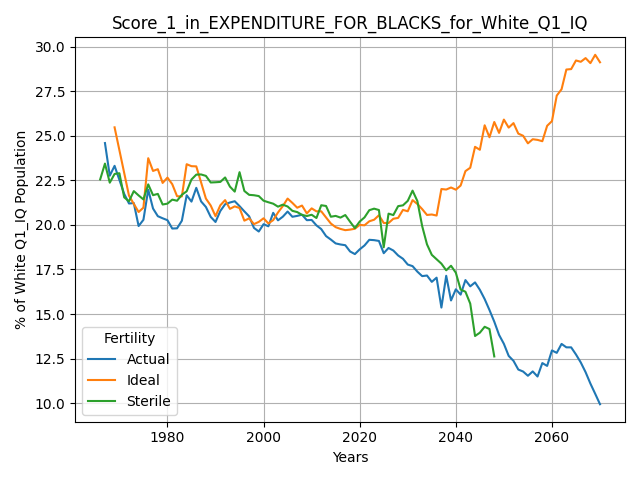 Score_1_in_EXPENDITURE_FOR_BLACKS_for_White_Q1_IQ
% of White Q1_IQ Population
30.0
27.5
25.0
22.5
20.0
17.5
15.0
12.5
10.0
Fertility
Actual
Ideal
Sterile
1980 2000 2020 2040 2060
Years